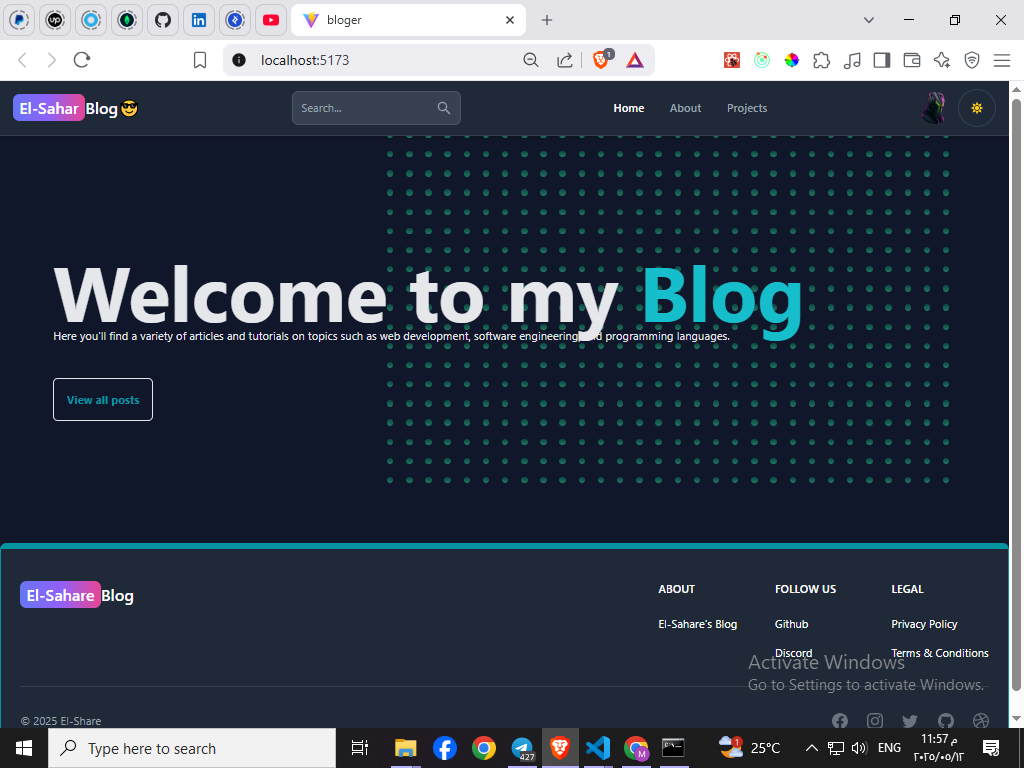 bloger
localhost:5173
1
El-Sahar Blog 😎
Search...
Home
About
Projects
Welcome to my Blog
Here you'll find a variety of articles and tutorials on topics such as web development, software engineering, programming languages.
View all posts
El-Sahare Blog
ABOUT
El-Sahare's Blog
FOLLOW US
Github
Discord
LEGAL
Privacy Policy
Terms & Conditions
Activate Windows
Go to Settings to activate Windows.
© 2025 El-Share
Type here to search
427
M
1
25°C
ENG
11:57 م
٢٠٢٥/٠٥/١٢